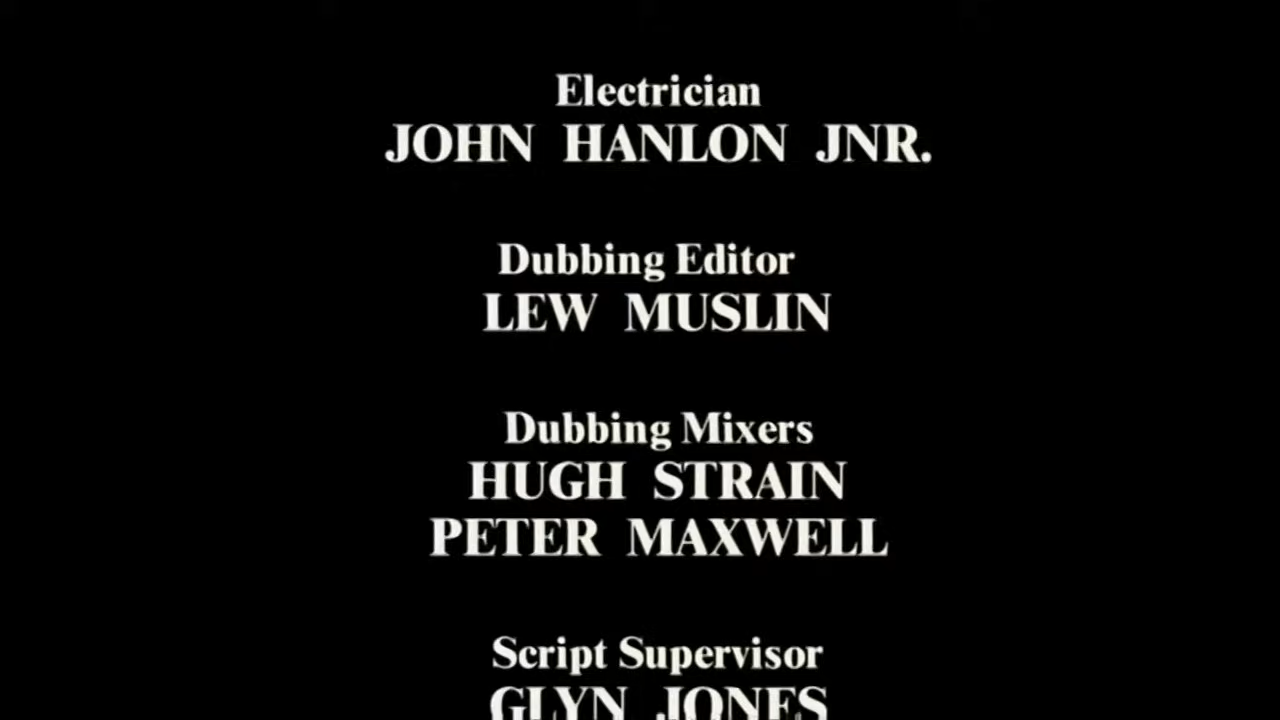 Electrician
JOHN HANLON JNR.
Dubbing Editor
LEW MUSLIN
Dubbing Mixers
HUGH STRAIN
PETER MAXWELL
Script Supervisor
GLYN JONES